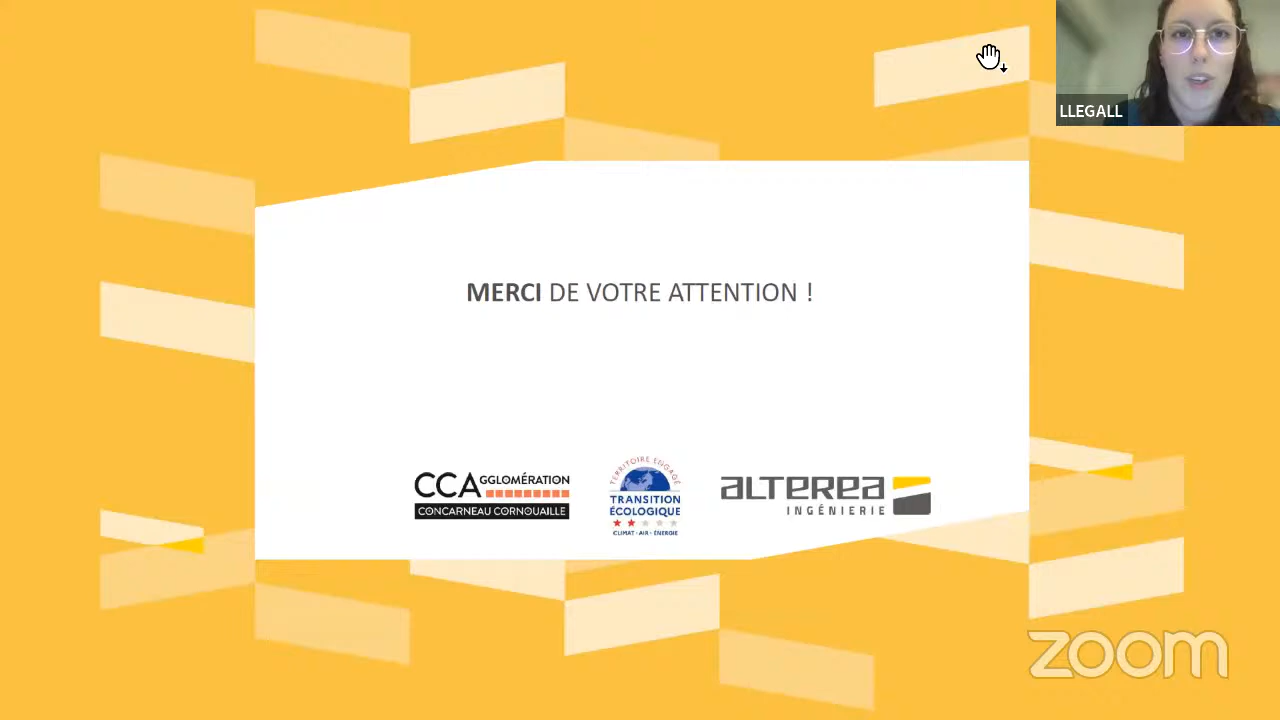 LLEGALL
MERCI DE VOTRE ATTENTION !
CCAGGLOMÉRATION
CONCARNEAU CORNOUAILLE
TERRITOIRE ENGAGÉ
TRANSITION
ÉCOLOGIQUE
CLIMAT - AIR - ÉNERGIE
ALTEREA
INGÉNIERIE
zoom